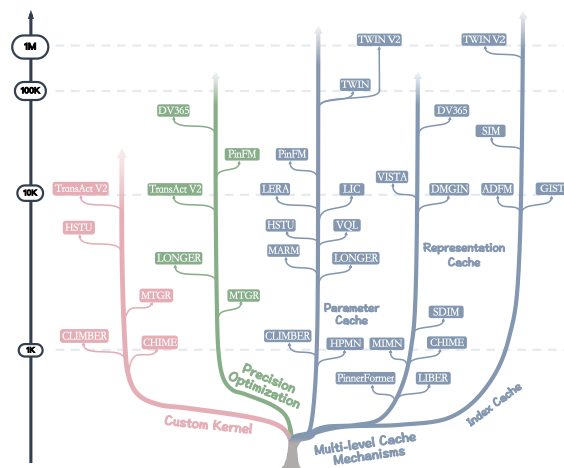 1M
TWIN V2
TWIN V2
100K
TWIN
DV365
DV365
SIM
PinFM
PinFM
VISTA
10K
TransAct V2
TransAct V2
LERA
LIC
DMGIN
ADFM
GIST
HSTU
HSTU
VQL
MARM
LONGER
LONGER
Representation
Cache
MTGR
MTGR
Parameter
Cache
SDIM
1K
CLIMBER
CHIME
CLIMBER
HPMN
MIMN
CHIME
Precision
Optimization
PinnerFormer
LIBER
Index Cache
Custom Kernel
Multi-level Cache
Mechanisms